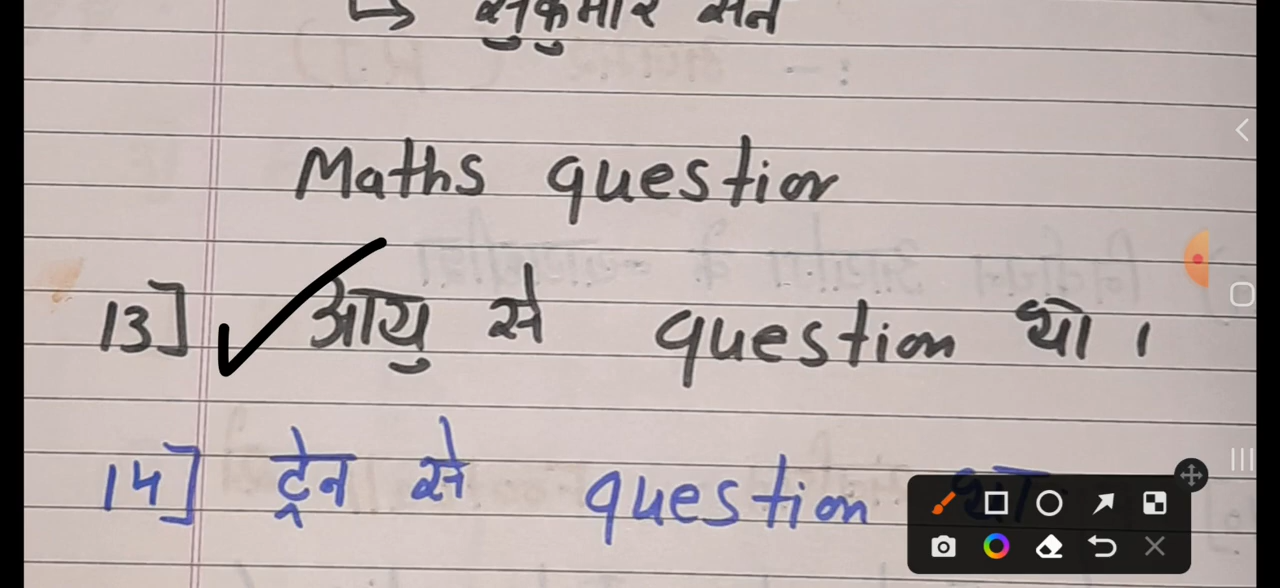 ↳ सुकुमार सेन
Maths question
13] आयु से question थो ।
14] ट्रेन से question